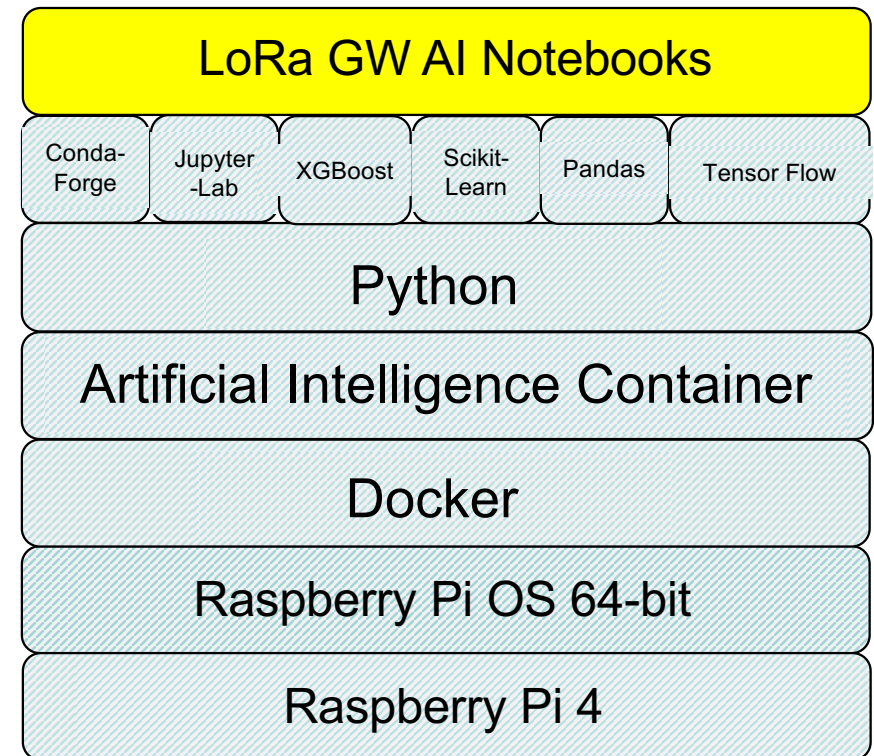 LoRa GW AI Notebooks
Conda-
Forge
Jupyter
-Lab
XGBoost
Scikit-
Learn
Pandas
Tensor Flow
Python
Artificial Intelligence Container
Docker
Raspberry Pi OS 64-bit
Raspberry Pi 4